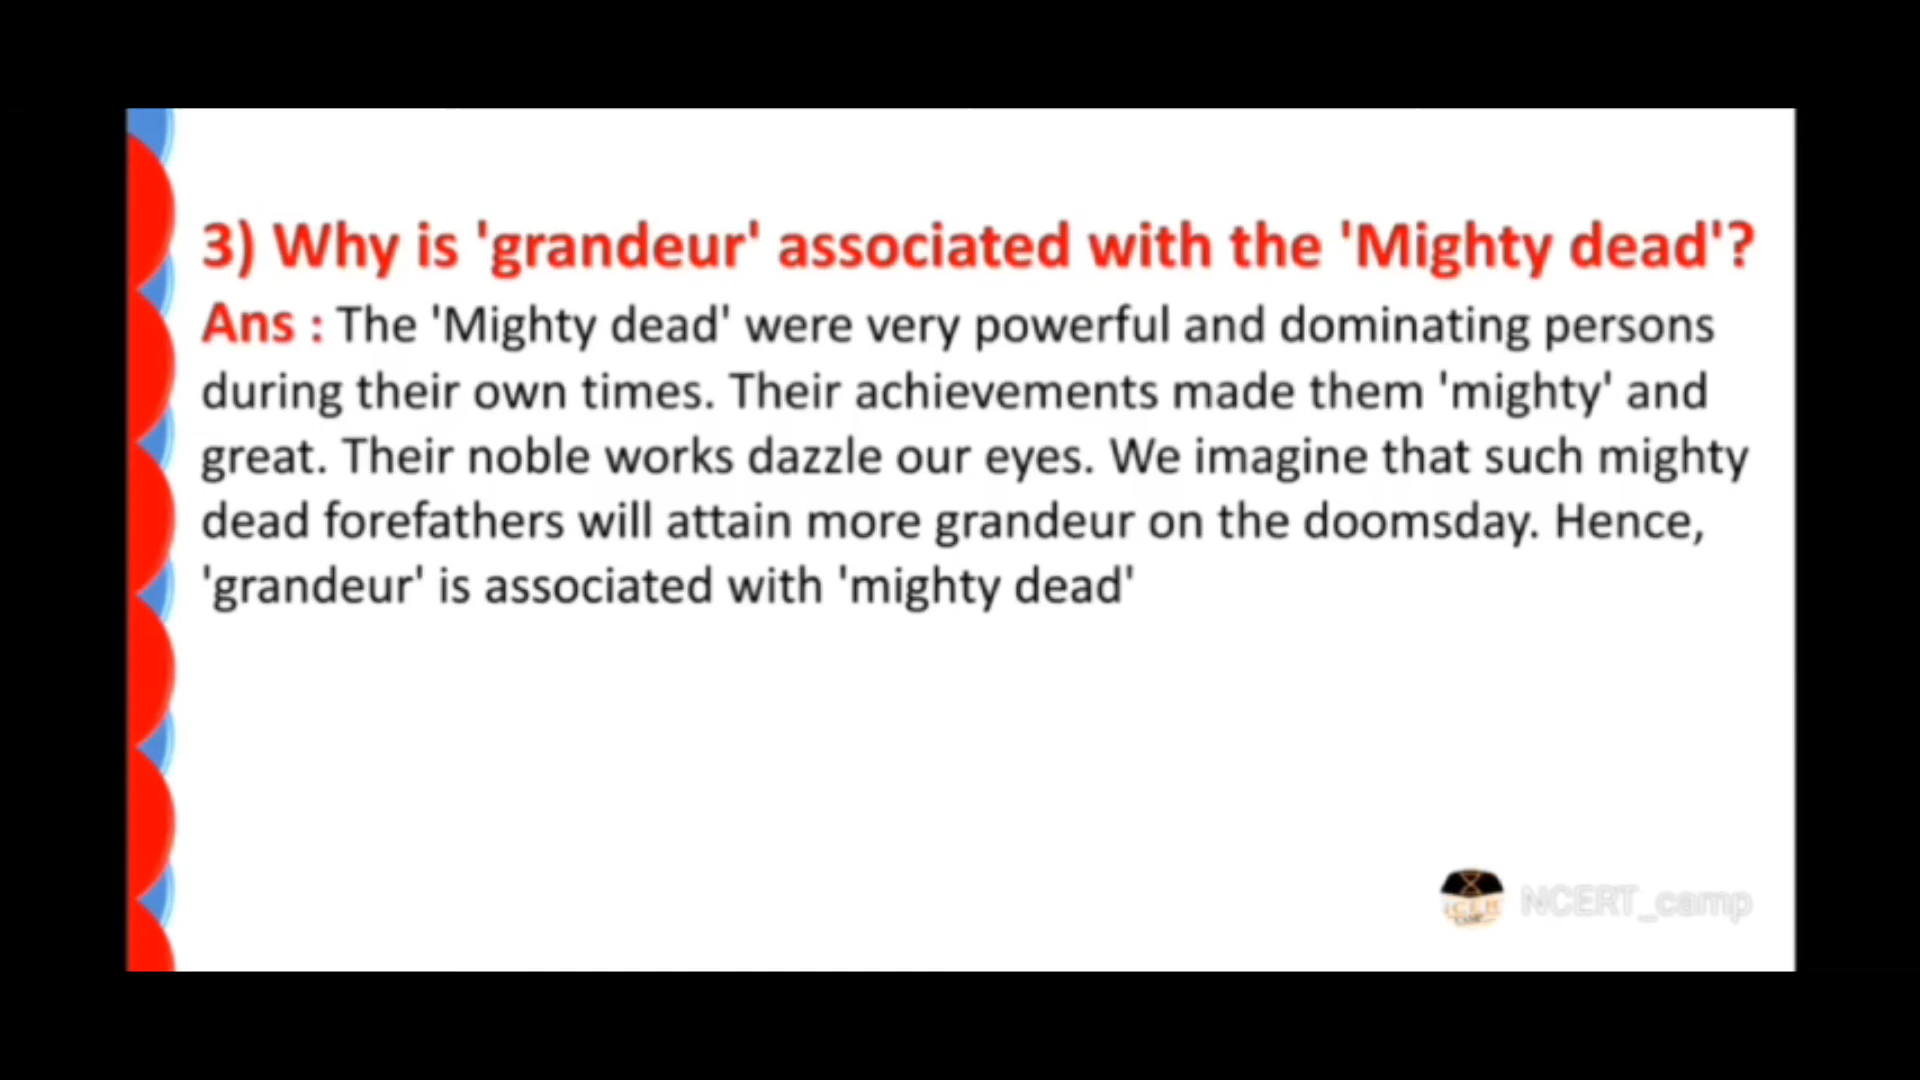 3) Why is 'grandeur' associated with the 'Mighty dead'?
Ans : The 'Mighty dead' were very powerful and dominating persons
during their own times. Their achievements made them 'mighty' and
great. Their noble works dazzle our eyes. We imagine that such mighty
dead forefathers will attain more grandeur on the doomsday. Hence,
'grandeur' is associated with 'mighty dead'
NCERT_camp